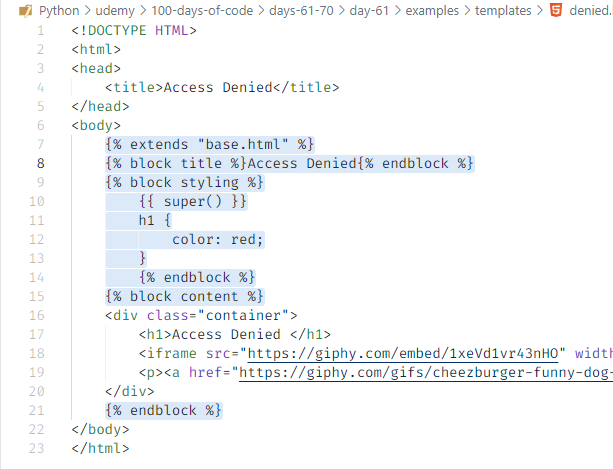 Python > udemy > 100-days-of-code > days-61-70 > day-61 > examples > templates > denied.
1 <!DOCTYPE HTML>
2 <html>
3 <head>
4 <title>Access Denied</title>
5 </head>
6 <body>
7 {% extends "base.html" %}
8 {% block title %}Access Denied{% endblock %}
9 {% block styling %}
10 {{ super() }}
11 h1 {
12 color: red;
13 }
14 {% endblock %}
15 {% block content %}
16 <div class="container">
17 <h1>Access Denied </h1>
18 <iframe src="https://giphy.com/embed/1xeVd1vr43nHO" width
19 <p><a href="https://giphy.com/gifs/cheezburger-funny-dog-
20 </div>
21 {% endblock %}
22 </body>
23 </html>